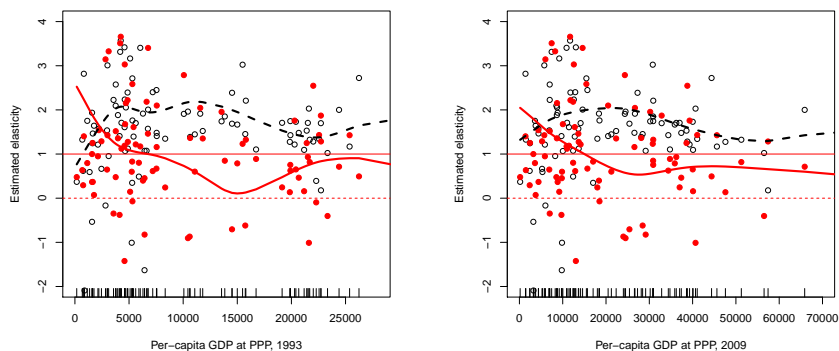 4
3
2
1
0
−1
−2
Estimated elasticity
0 5000 10000 15000 20000 25000
Per−capita GDP at PPP, 1993
4
3
2
1
0
−1
−2
Estimated elasticity
0 10000 20000 30000 40000 50000 60000 70000
Per−capita GDP at PPP, 2009